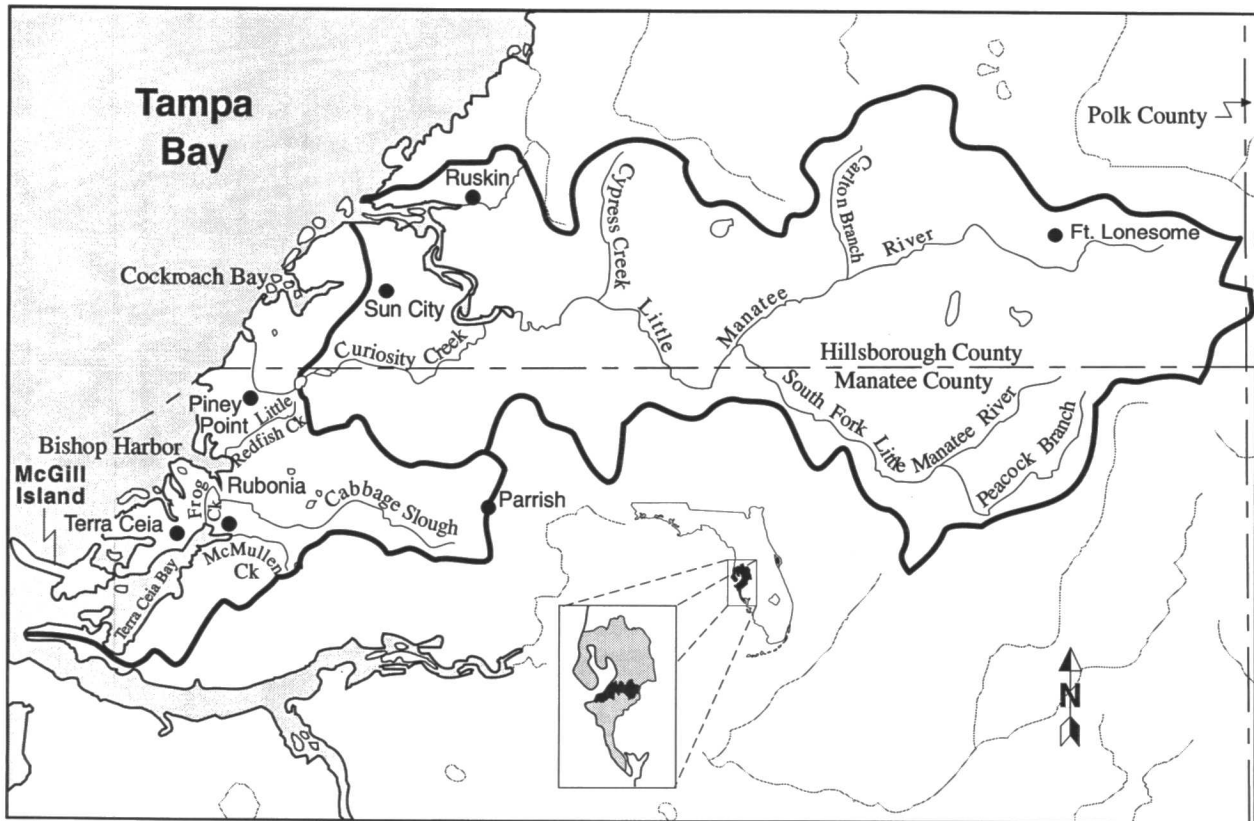 Tampa
Bay
Polk County
Ruskin
Cypress Creek
Carlton Branch
River
Ft. Lonesome
Cockroach Bay
Sun City
Little
Manatee
Curiosity Creek
Hillsborough County
Manatee County
Piney
Point
Little
Redfish Ck
South Fork Little Manatee River
Peacock Branch
Bishop Harbor
McGill
Island
Frog
Ck
Rubonia
Cabbage Slough
Parrish
Terra Ceia
McMullen
Ck
Terra Ceia Bay
N